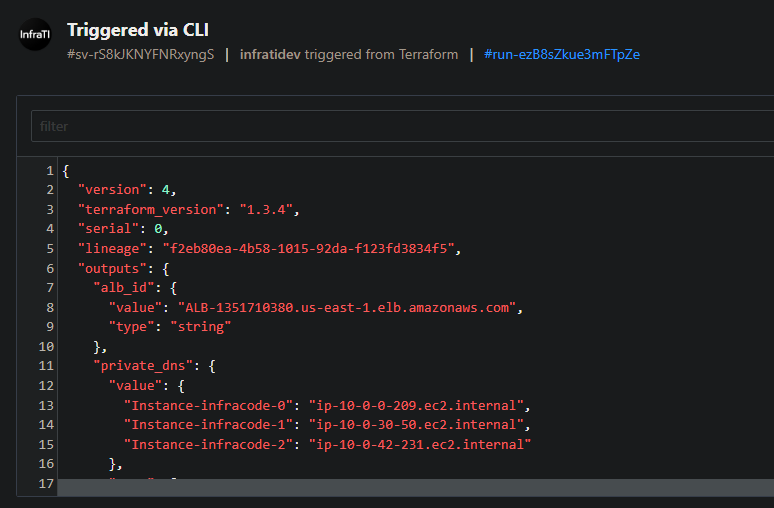 InfraTI
Triggered via CLI
#sv-rS8kJKNYFNRxyngS | infratidev triggered from Terraform | #run-ezB8sZkue3mFTpZe
filter
1 {
2 "version": 4,
3 "terraform_version": "1.3.4",
4 "serial": 0,
5 "lineage": "f2eb80ea-4b58-1015-92da-f123fd3834f5",
6 "outputs": {
7 "alb_id": {
8 "value": "ALB-1351710380.us-east-1.elb.amazonaws.com",
9 "type": "string"
10 },
11 "private_dns": {
12 "value": {
13 "Instance-infracode-0": "ip-10-0-0-209.ec2.internal",
14 "Instance-infracode-1": "ip-10-0-30-50.ec2.internal",
15 "Instance-infracode-2": "ip-10-0-42-231.ec2.internal"
16 },
17